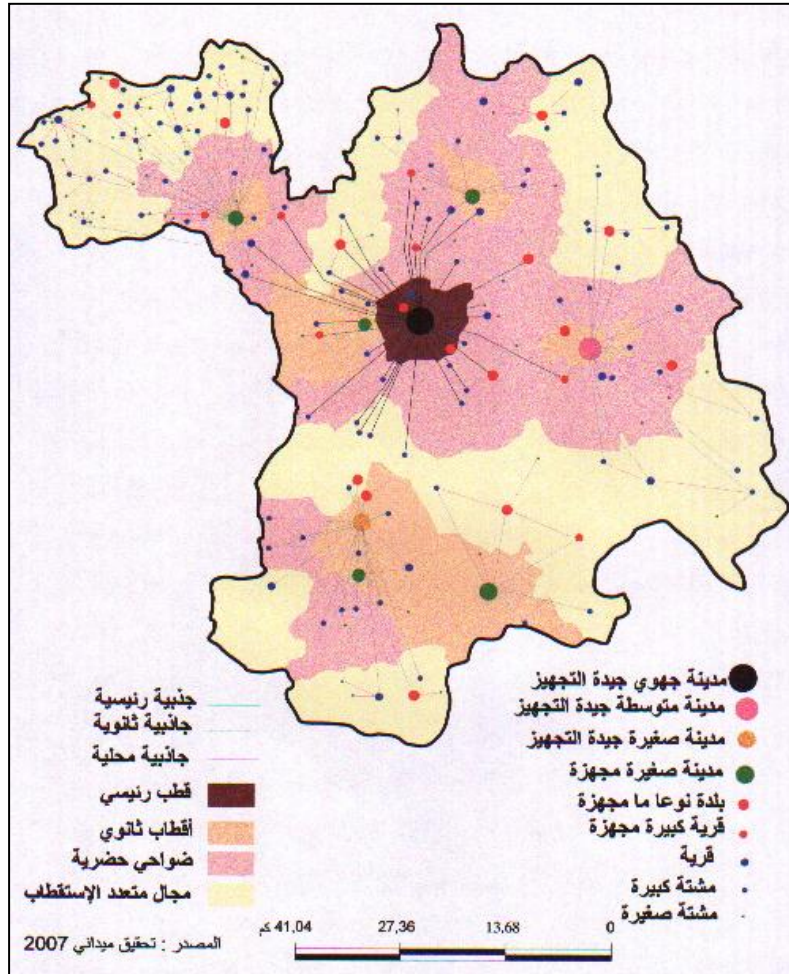 مدينة جهوي جيدة التجهيز
مدينة متوسطة جيدة التجهيز
مدينة صغيرة جيدة التجهيز
مدينة صغيرة مجهزة
بلدة نوعا ما مجهزة
قرية كبيرة مجهزة
قرية
مشتة كبيرة
مشتة صغيرة
جذبية رئيسية
جاذبية ثانوية
جاذبية محلية
قطب رئيسي
أقطاب ثانوي
ضواحي حضرية
مجال متعدد الإستقطاب
0 13.68 27.36 41.04 كم
المصدر : تحقيق ميداني 2007